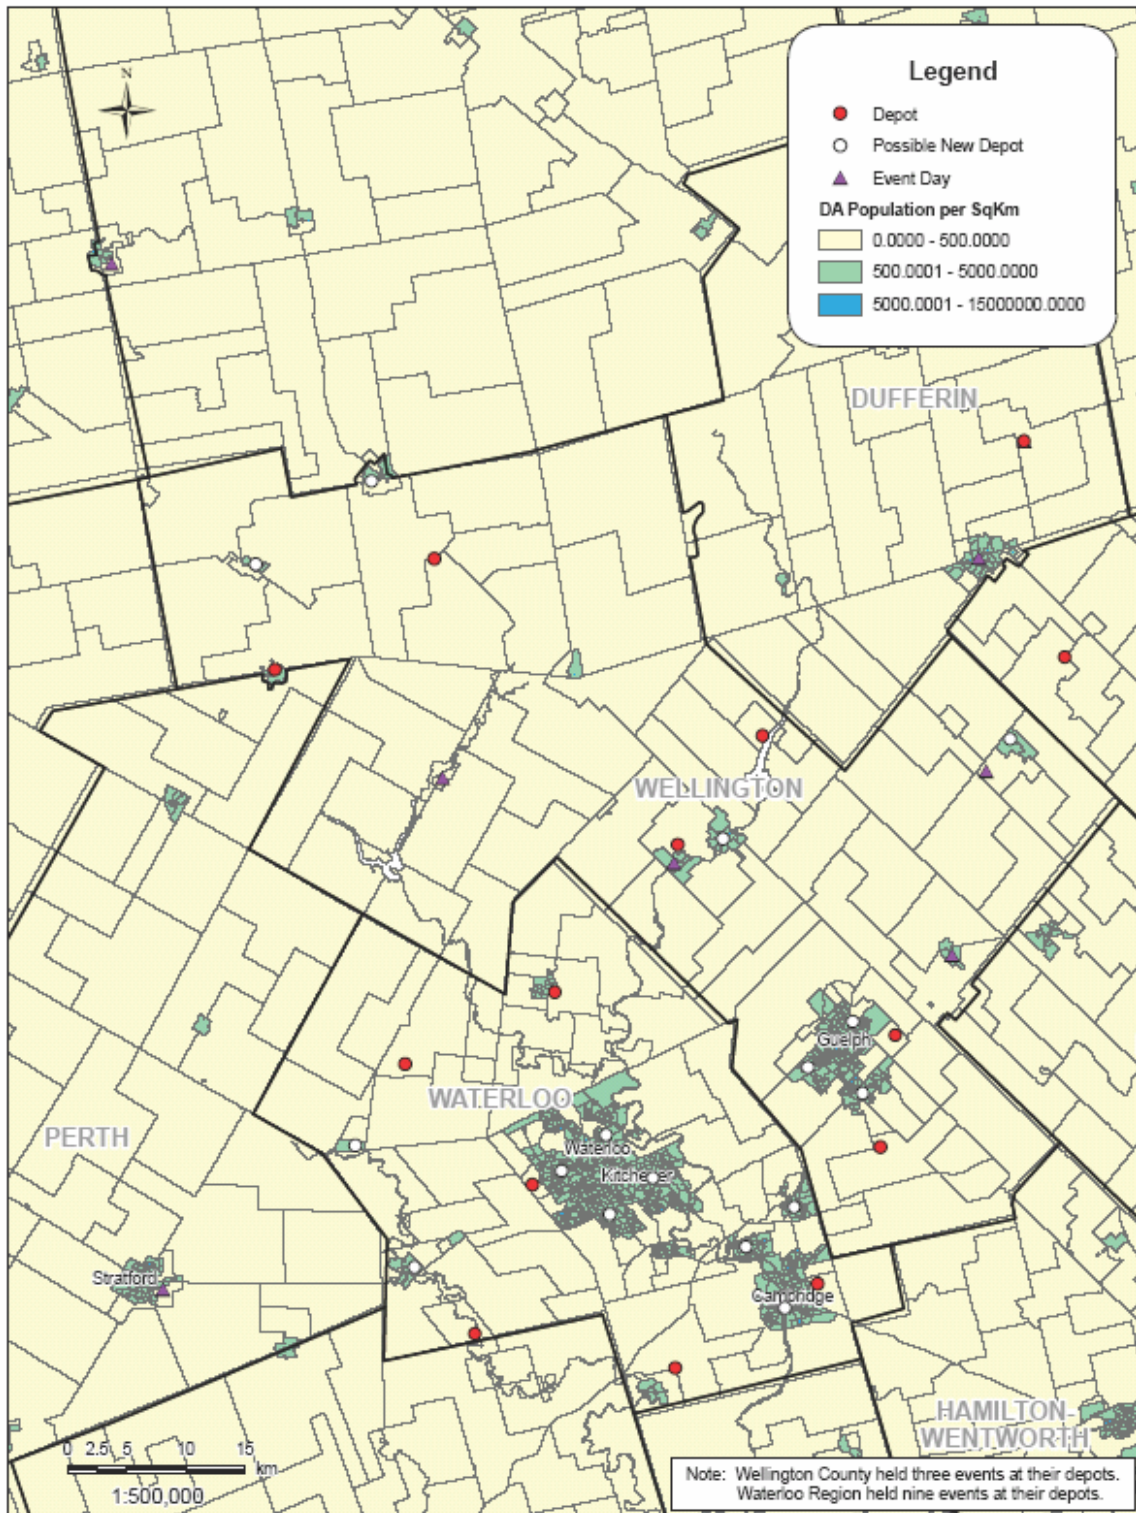 N
Legend
Depot
Possible New Depot
Event Day
DA Population per SqKm
0.0000 - 500.0000
500.0001 - 5000.0000
5000.0001 - 15000000.0000
DUFFERIN
WELLINGTON
Guelph
WATERLOO
PERTH
Waterloo
Kitchener
Stratford
Cambridge
HAMILTON-
WENTWORTH
0 2.5 5 10 15
km
1:500,000
Note: Wellington County held three events at their depots.
Waterloo Region held nine events at their depots.